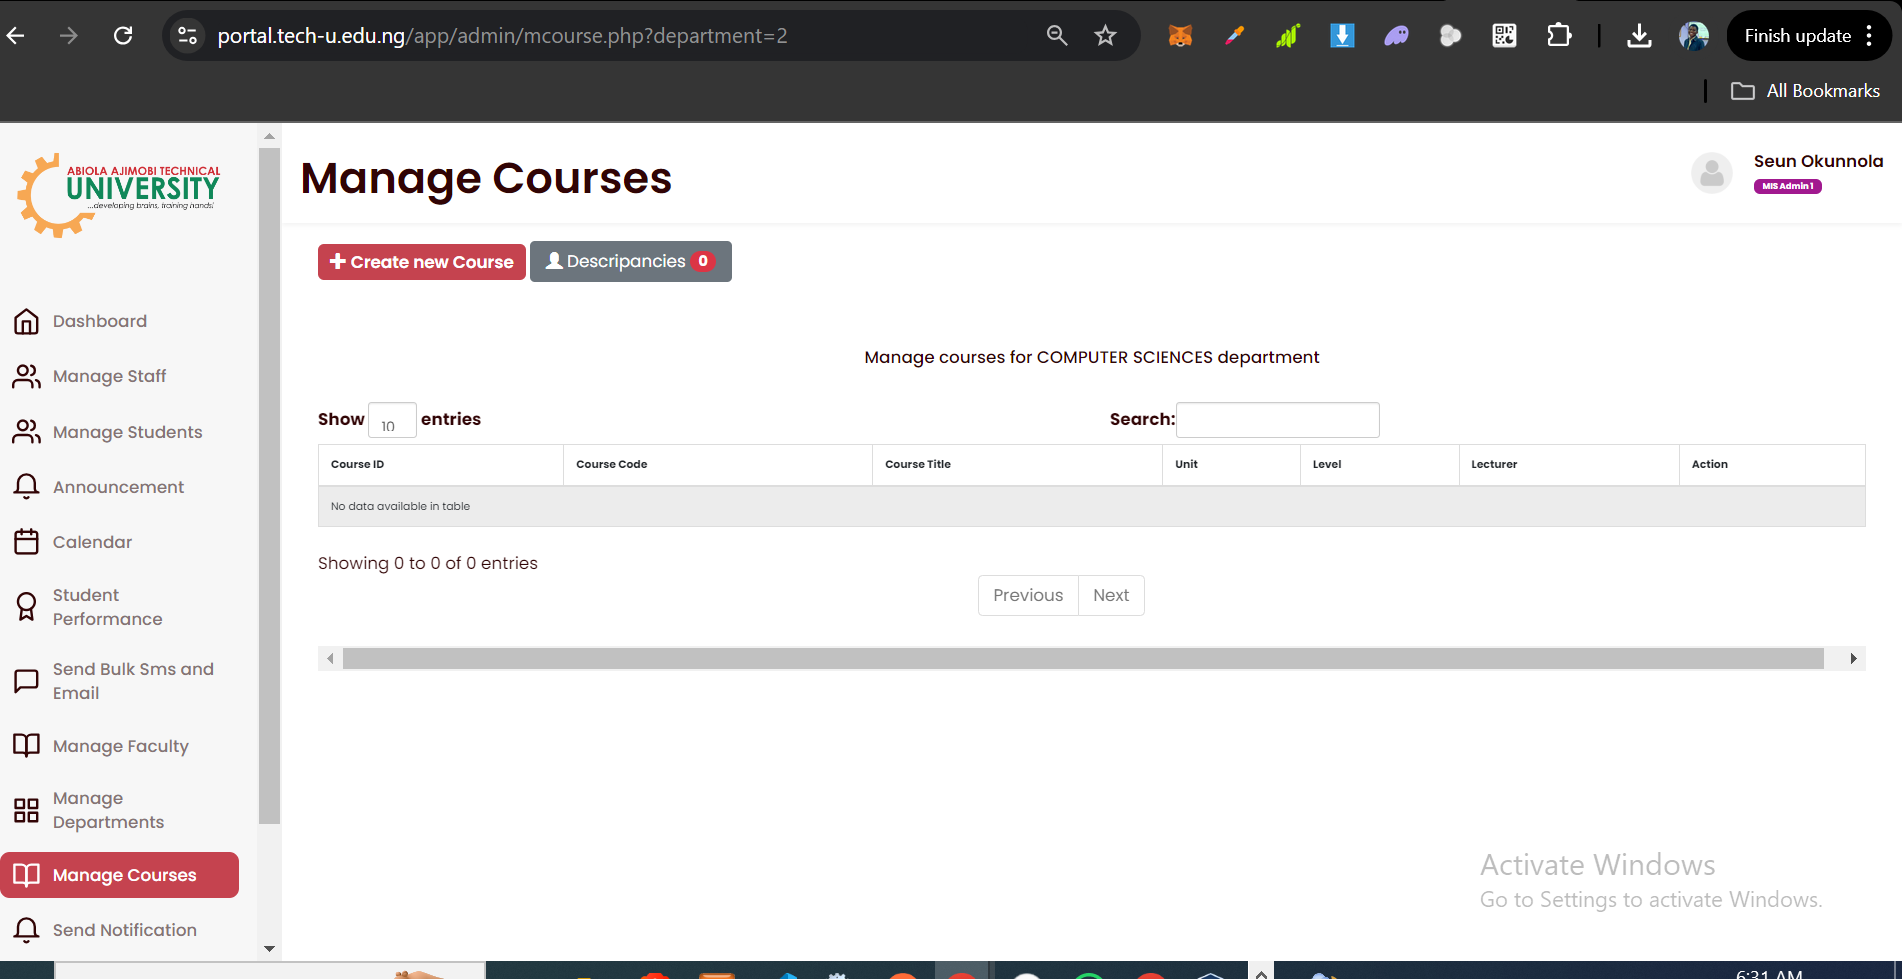 portal.tech-u.edu.ng/app/admin/mcourse.php?department=2
Finish update
All Bookmarks
ABIOLA AJIMOBI TECHNICAL
UNIVERSITY
...developing brains, training hands!
Manage Courses
Seun Okunnola
MIS Admin 1
Create new Course
Descripancies 0
Dashboard
Manage Staff
Manage Students
Announcement
Calendar
Student
Performance
Send Bulk Sms and
Email
Manage Faculty
Manage
Departments
Manage Courses
Send Notification
Manage courses for COMPUTER SCIENCES department
Show 10 entries
Search:
Course ID Course Code Course Title Unit Level Lecturer Action
No data available in table
Showing 0 to 0 of 0 entries
Previous Next
Activate Windows
Go to Settings to activate Windows.
6:31 AM